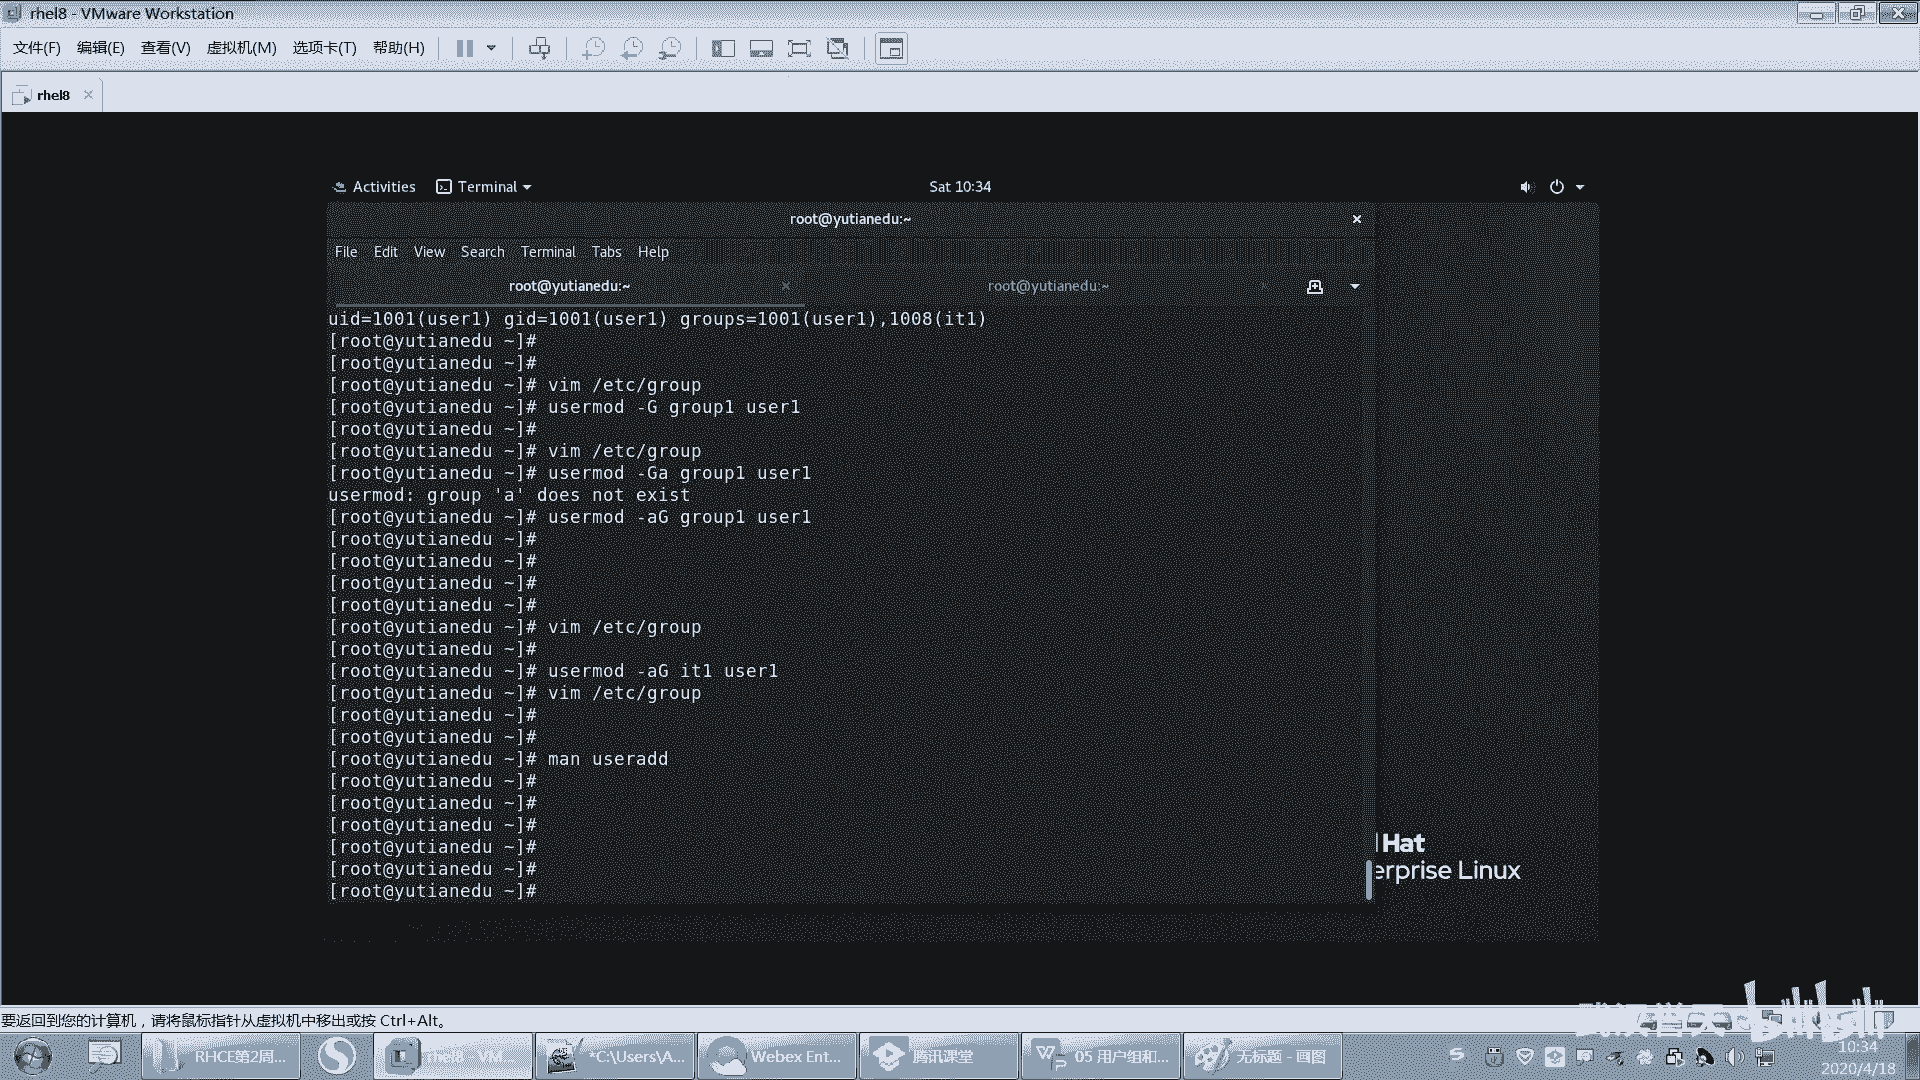 rhel8 - VMware Workstation
文件(F) 编辑(E) 查看(V) 虚拟机(M) 选项卡(T) 帮助(H)
rhel8
Activities Terminal Sat 10:34
root@yutianedu:~
File Edit View Search Terminal Tabs Help
root@yutianedu:~ root@yutianedu:~
uid=1001(user1) gid=1001(user1) groups=1001(user1),1008(it1)
[root@yutianedu ~]#
[root@yutianedu ~]#
[root@yutianedu ~]# vim /etc/group
[root@yutianedu ~]# usermod -G group1 user1
[root@yutianedu ~]#
[root@yutianedu ~]# vim /etc/group
[root@yutianedu ~]# usermod -Ga group1 user1
usermod: group 'a' does not exist
[root@yutianedu ~]# usermod -aG group1 user1
[root@yutianedu ~]#
[root@yutianedu ~]#
[root@yutianedu ~]#
[root@yutianedu ~]#
[root@yutianedu ~]# vim /etc/group
[root@yutianedu ~]#
[root@yutianedu ~]# usermod -aG it1 user1
[root@yutianedu ~]# vim /etc/group
[root@yutianedu ~]#
[root@yutianedu ~]#
[root@yutianedu ~]# man useradd
[root@yutianedu ~]#
[root@yutianedu ~]#
[root@yutianedu ~]#
[root@yutianedu ~]#
[root@yutianedu ~]#
[root@yutianedu ~]#
Hat
erprise Linux
要返回到您的计算机，请将鼠标指针从虚拟机中移出或按 Ctrl+Alt。
bilibili
RHCE第2周... rhel8 - VM... *C:\Users\A... Webex Ent... 腾讯课堂 05 用户组和... 无标题 - 画图
10:34
2020/4/18